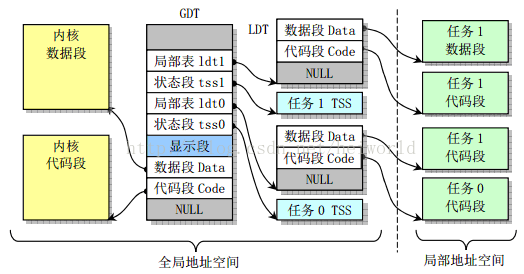 GDT
LDT
内核
数据段
内核
代码段
局部表 ldt1
状态段 tss1
局部表 ldt0
状态段 tss0
显示段
数据段 Data
代码段 Code
NULL
数据段 Data
代码段 Code
NULL
任务 1 TSS
数据段 Data
代码段 Code
NULL
任务 0 TSS
任务 1
数据段
任务 1
代码段
任务 1
代码段
任务 0
代码段
全局地址空间
局部地址空间